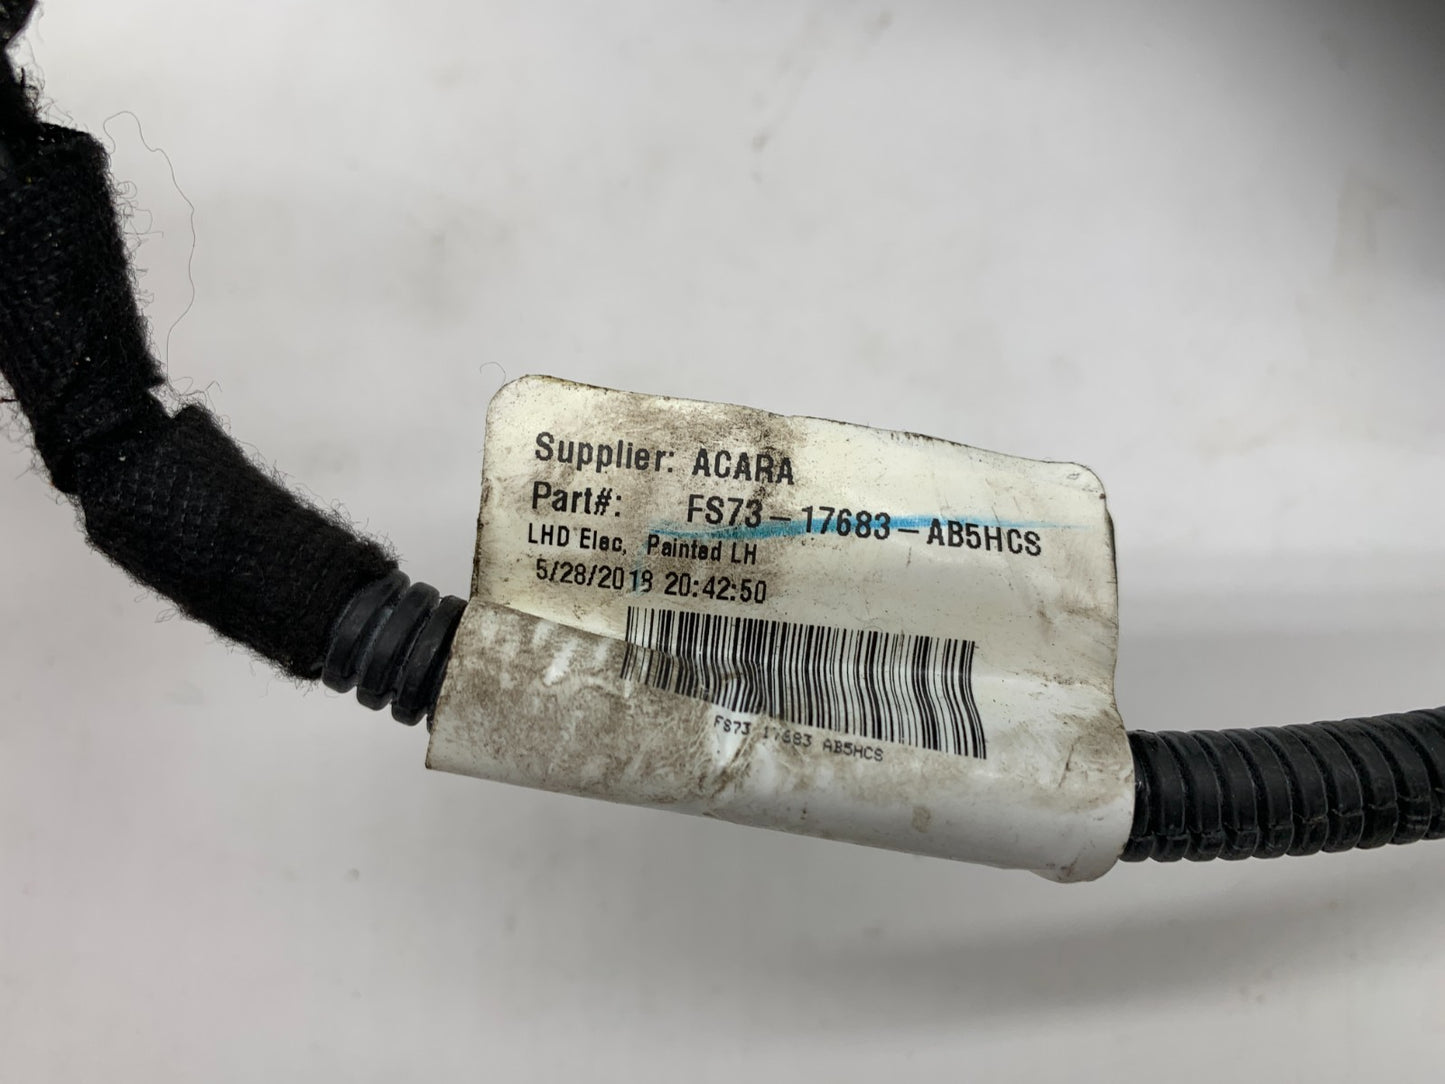 Supplier: ACARA
Part#: FS73-17683-AB5HCS
LHD Elec, Painted LH
5/28/2018 20:42:50
FS73 17683 AB5HCS